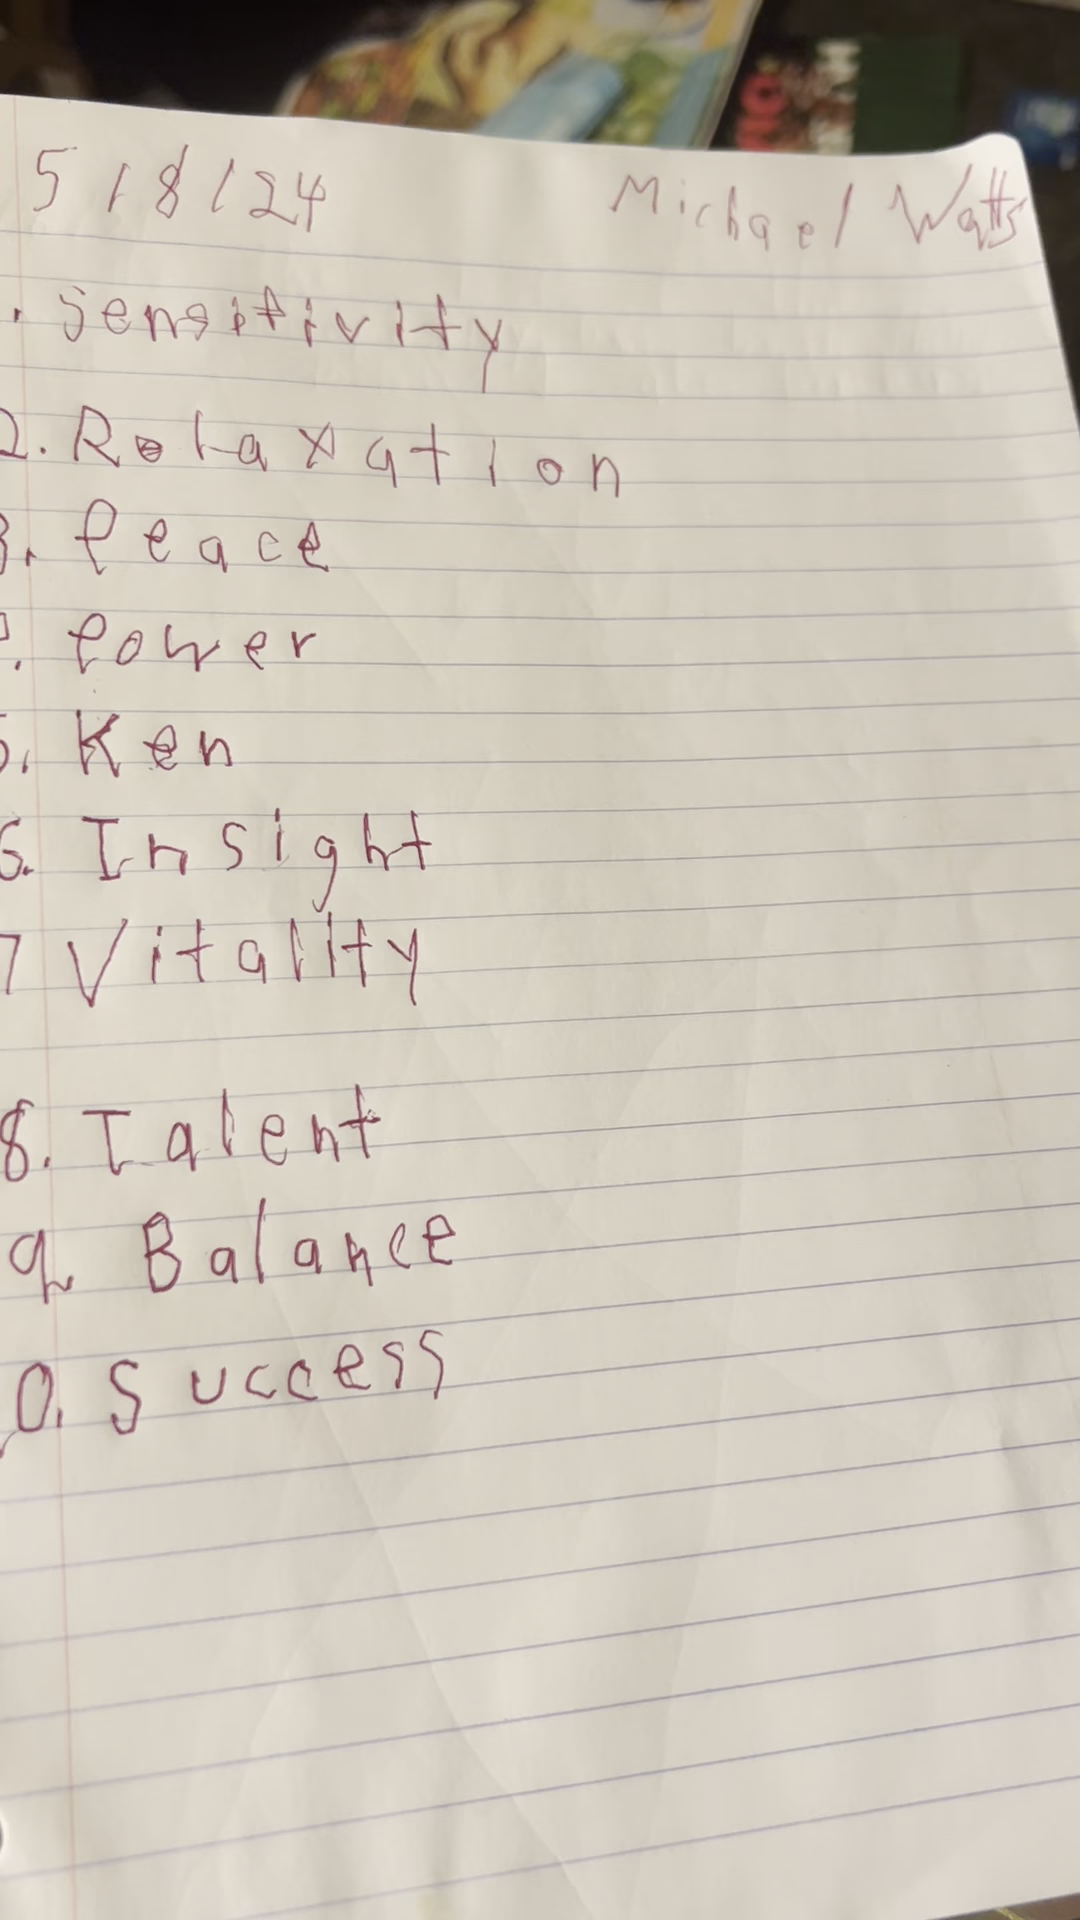 5/8/24 Michael Watts
. Sensitivity
2. Relaxation
3. Peace
. Power
5. Ken
6. Insight
7 Vitality
8. Talent
9. Balance
0. Success